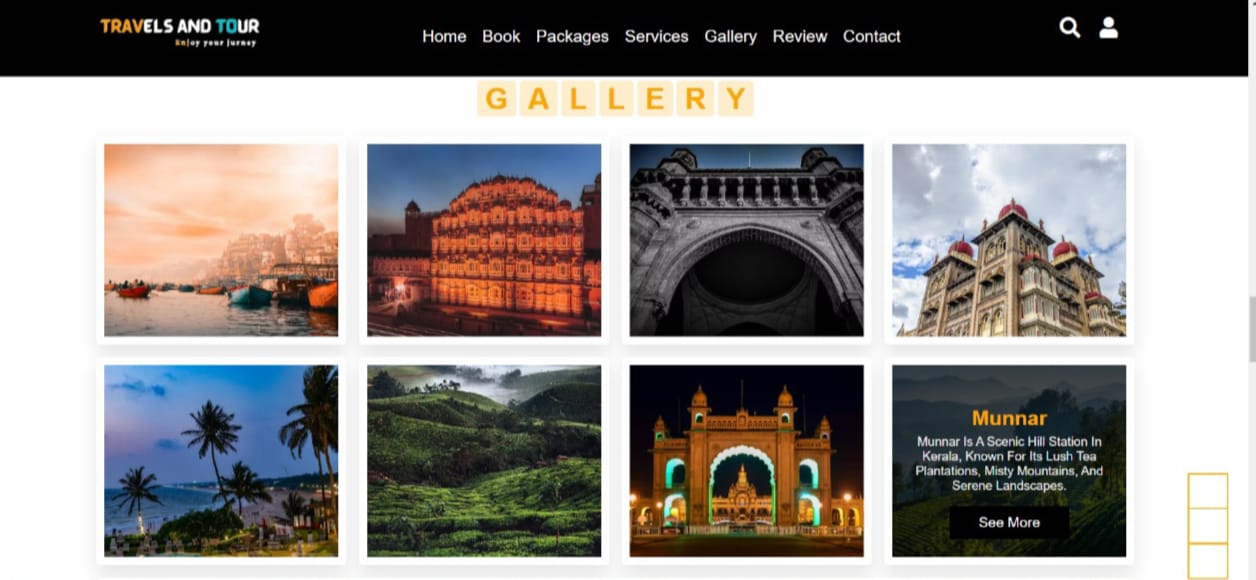 TRAVELS AND TOUR
Enjoy your Jurney
Home Book Packages Services Gallery Review Contact
GALLERY
Munnar
Munnar Is A Scenic Hill Station In
Kerala, Known For Its Lush Tea
Plantations, Misty Mountains, And
Serene Landscapes.
See More